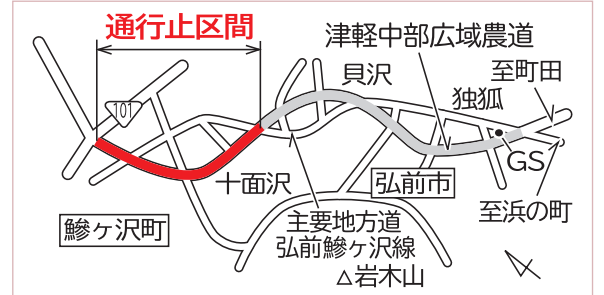 通行止区間
津軽中部広域農道
貝沢
至町田
101
独狐
GS
十面沢
弘前市
至浜の町
鰺ヶ沢町
主要地方道
弘前鰺ヶ沢線
△岩木山